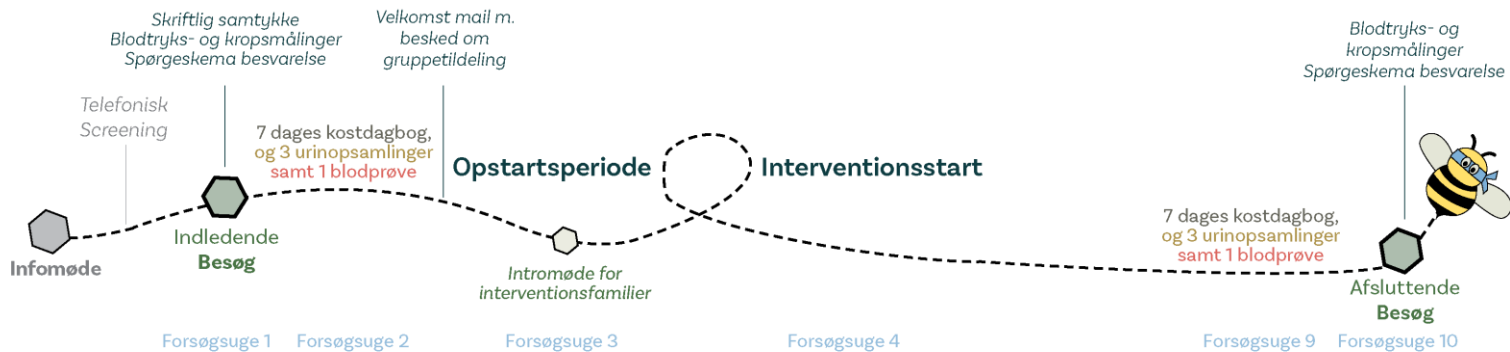 Skriftlig samtykke
Blodtryks- og kropsmålinger
Spørgeskema besvarelse
Velkomst mail m.
besked om
gruppetildeling
Blodtryks- og
kropsmålinger
Spørgeskema besvarelse
Telefonisk
Screening
7 dages kostdagbog,
og 3 urinopsamlinger
samt 1 blodprøve
Opstartsperiode
Interventionsstart
7 dages kostdagbog,
og 3 urinopsamlinger
samt 1 blodprøve
Infomøde
Indledende
Besøg
Intromøde for
interventionsfamilier
Afsluttende
Besøg
Forsøgsuge 1
Forsøgsuge 2
Forsøgsuge 3
Forsøgsuge 4
Forsøgsuge 9
Forsøgsuge 10